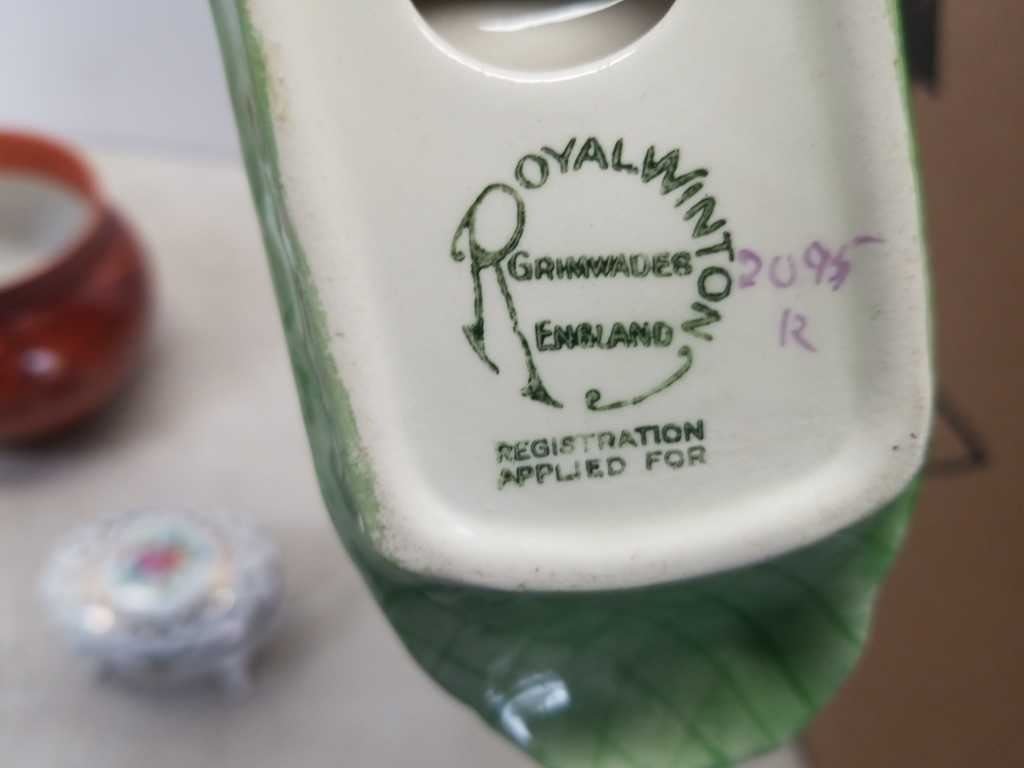 ROYAL WINTON
GRIMWADES
ENGLAND
REGISTRATION
APPLIED FOR
2095
R